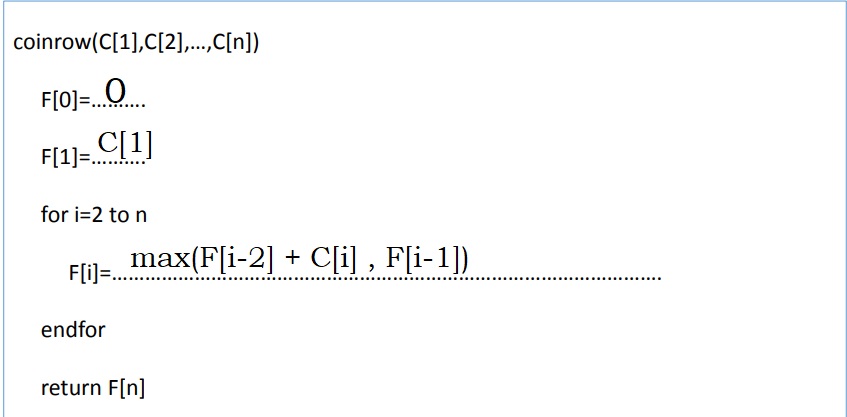 coinrow(C[1],C[2],...,C[n])
F[0]=..0........
F[1]=..C[1]........
for i=2 to n
F[i]=...max(F[i-2] + C[i] , F[i-1])...............................................................
endfor
return F[n]